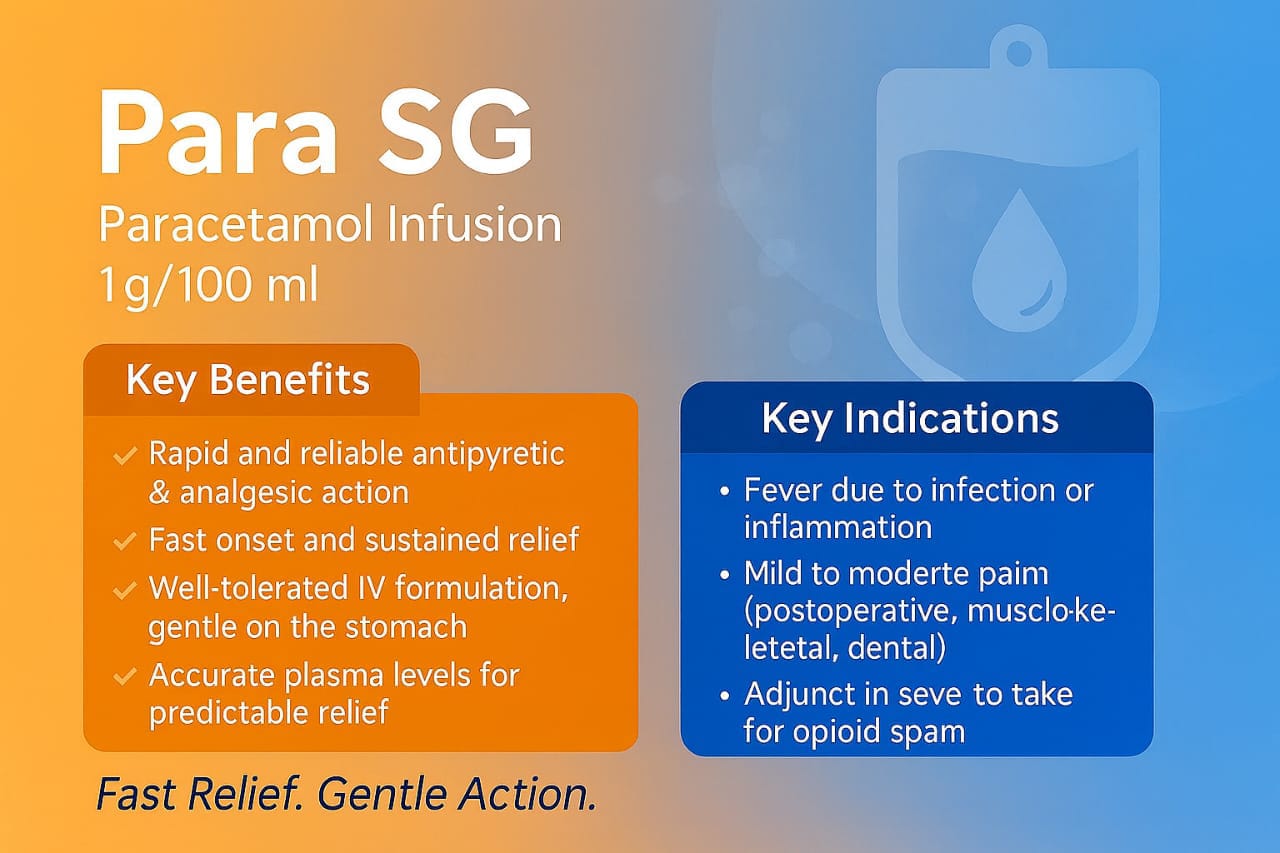 Para SG
Paracetamol Infusion
1 g/100 ml
Key Benefits
✓ Rapid and reliable antipyretic
& analgesic action
✓ Fast onset and sustained relief
✓ Well-tolerated IV formulation,
gentle on the stomach
✓ Accurate plasma levels for
predictable relief
Key Indications
• Fever due to infection or
inflammation
• Mild to moderte paim
(postoperative, musclo-ke-
letetal, dental)
• Adjunct in seve to take
for opioid spam
Fast Relief. Gentle Action.